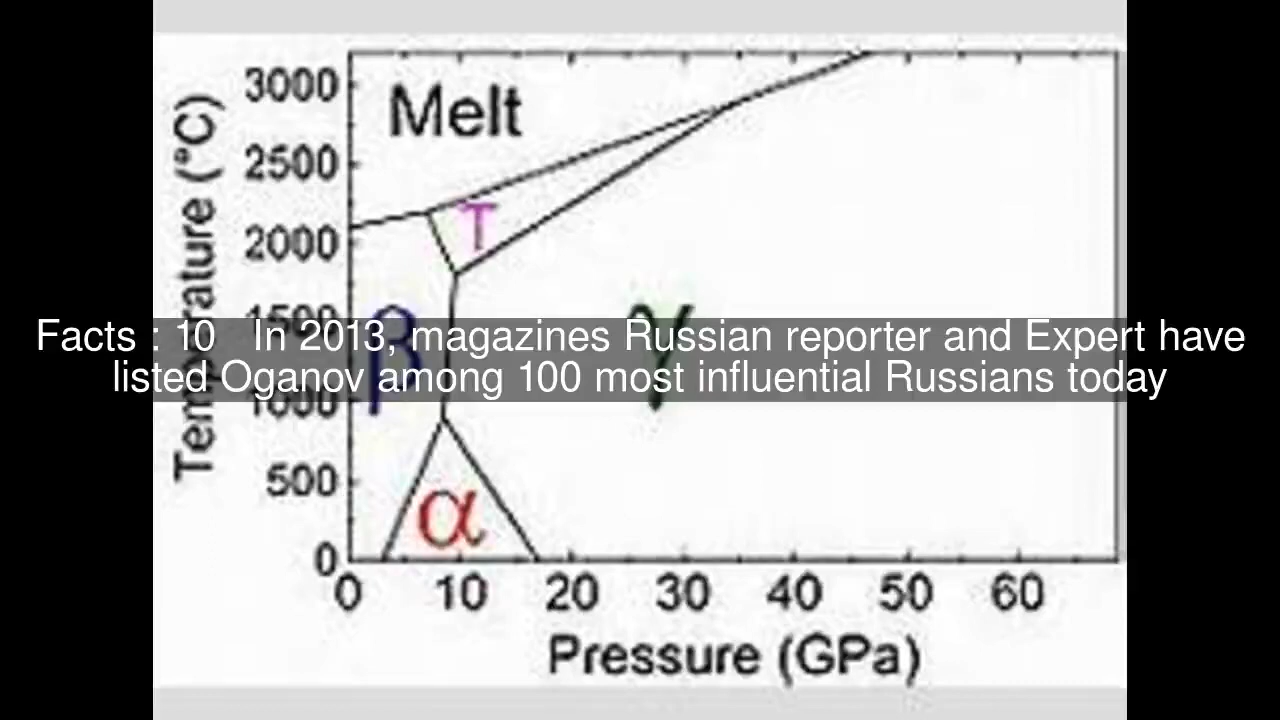 3000
Melt
2500
T
2000
Temperature (°C)
1500
β
γ
Facts : 10 In 2013, magazines Russian reporter and Expert have
listed Oganov among 100 most influential Russians today
1000
500
α
0
0 10 20 30 40 50 60
Pressure (GPa)